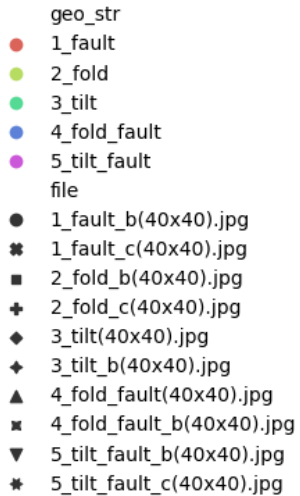 geo_str
1_fault
2_fold
3_tilt
4_fold_fault
5_tilt_fault
file
1_fault_b(40x40).jpg
1_fault_c(40x40).jpg
2_fold_b(40x40).jpg
2_fold_c(40x40).jpg
3_tilt(40x40).jpg
3_tilt_b(40x40).jpg
4_fold_fault(40x40).jpg
4_fold_fault_b(40x40).jpg
5_tilt_fault_b(40x40).jpg
5_tilt_fault_c(40x40).jpg